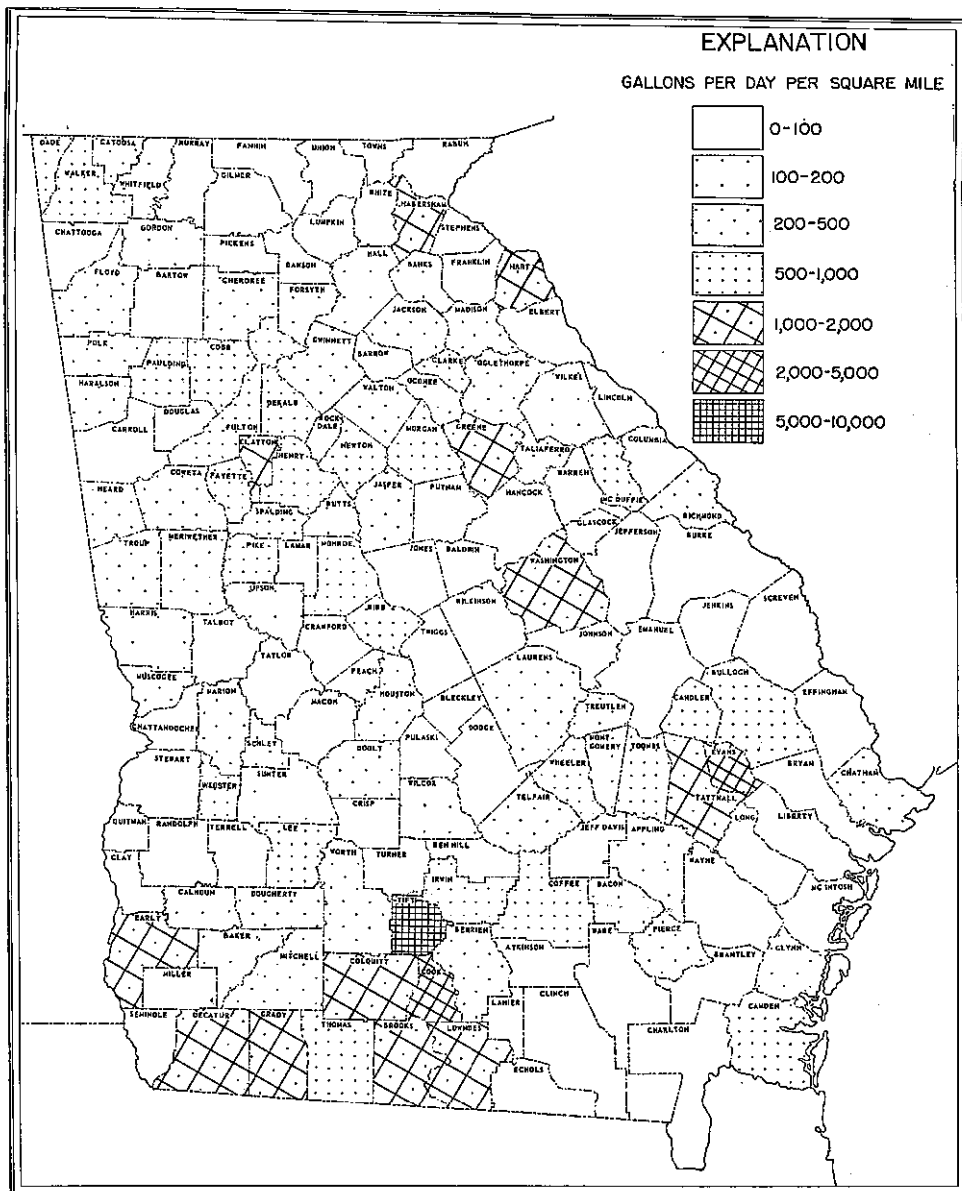 EXPLANATION
GALLONS PER DAY PER SQUARE MILE
0-100
100-200
200-500
500-1,000
1,000-2,000
2,000-5,000
5,000-10,000
DADE
CATOOSA
MURRAY
FANNIN
UNION
TOWNS
RABUN
WALKER
WHITFIELD
GILMER
WHITE
HABERSHAM
LUMPKIN
STEPHENS
CHATTOOGA
GORDON
PICKENS
HALL
BANKS
FRANKLIN
HART
FLOYD
BARTOW
CHEROKEE
FORSYTH
ELBERT
JACKSON
MADISON
POLK
PAULDING
COBB
GWINNETT
BARROW
CLARKE
OGLETHORPE
HARALSON
WALTON
OCONEE
WILKES
LINCOLN
CARROLL
DOUGLAS
FULTON
DEKALB
ROCK-
DALE
NEWTON
MORGAN
GREENE
TALIAFERRO
COLUMBIA
CLAYTON
HENRY
WARREN
MC DUFFIE
HEARD
COWETA
FAYETTE
SPALDING
BUTTS
JASPER
PUTNAM
HANCOCK
GLASCOCK
RICHMOND
TROUP
MERIWETHER
PIKE
LAMAR
MONROE
JONES
BALDWIN
WASHINGTON
JEFFERSON
BURKE
HARRIS
UPSON
BIBB
WILKINSON
JENKINS
SCREVEN
TALBOT
CRAWFORD
TWIGGS
JOHNSON
EMANUEL
MUSCOGEE
TAYLOR
PEACH
LAURENS
BULLOCH
EFFINGHAM
CHATTAHOOCHEE
MARION
MACON
HOUSTON
BLECKLEY
TREUTLEN
CANDLER
SCHLEY
DOOLY
PULASKI
DODGE
MONT-
GOMERY
TOOMBS
EVANS
BRYAN
CHATHAM
STEWART
WEBSTER
SUMTER
WILCOX
WHEELER
TATTNALL
CRISP
TELFAIR
LONG
LIBERTY
QUITMAN
RANDOLPH
TERRELL
LEE
JEFF DAVIS
APPLING
CLAY
WORTH
TURNER
BEN HILL
IRWIN
WAYNE
CALHOUN
DOUGHERTY
TIFT
COFFEE
BACON
MC INTOSH
EARLY
BAKER
MITCHELL
BERRIEN
PIERCE
COLQUITT
COOK
ATKINSON
BRANTLEY
GLYNN
MILLER
LANIER
CLINCH
SEMINOLE
DECATUR
GRADY
THOMAS
BROOKS
LOWNDES
CHARLTON
CAMDEN
ECHOLS